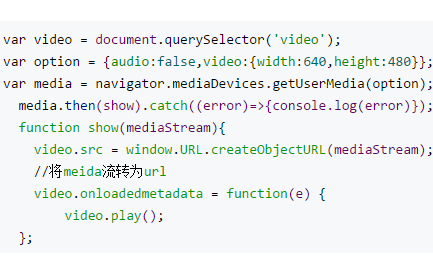 var video = document.querySelector('video');
var option = {audio:false,video:{width:640,height:480}};
var media = navigator.mediaDevices.getUserMedia(option);
media.then(show).catch((error)=>{console.log(error)});
function show(mediaStream){
video.src = window.URL.createObjectURL(mediaStream);
//将meida流转为url
video.onloadedmetadata = function(e) {
video.play();
};